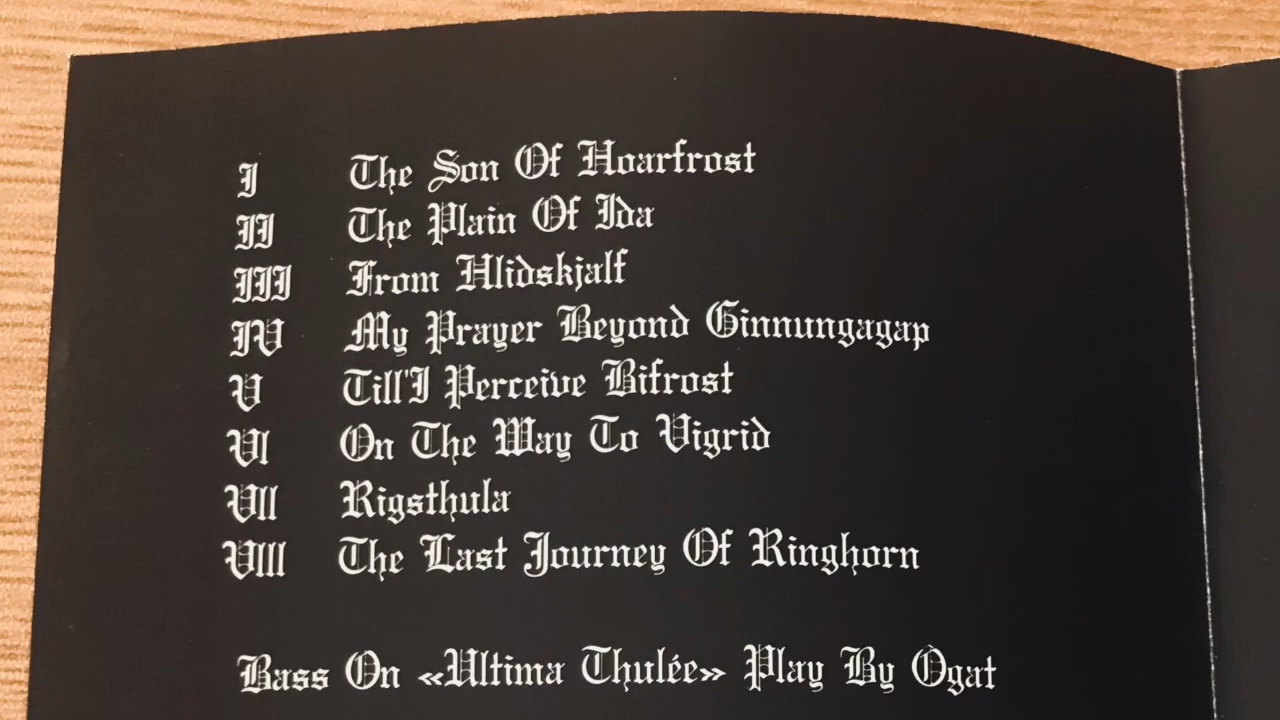 I The Son Of Hoarfrost
II The Plain Of Ida
III From Hlidskjalf
IV My Prayer Beyond Ginnungagap
V Till'I Perceive Bifrost
VI On The Way To Vigrid
VII Rigsthula
VIII The Last Journey Of Ringhorn
Bass On «Ultima Thulée» Play By Ògat